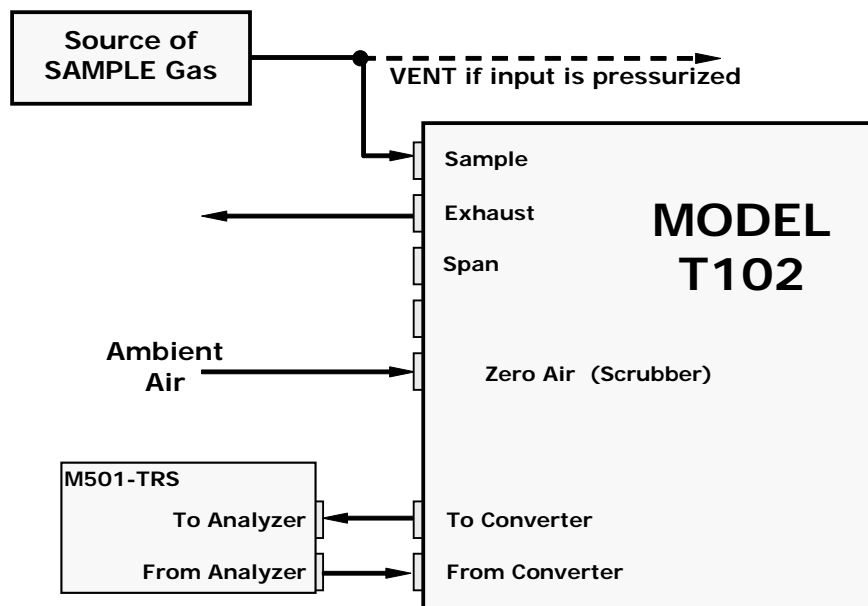 Source of
SAMPLE Gas
VENT if input is pressurized
Sample
Exhaust
MODEL
T102
Span
Ambient
Air
Zero Air (Scrubber)
M501-TRS
To Analyzer
To Converter
From Analyzer
From Converter